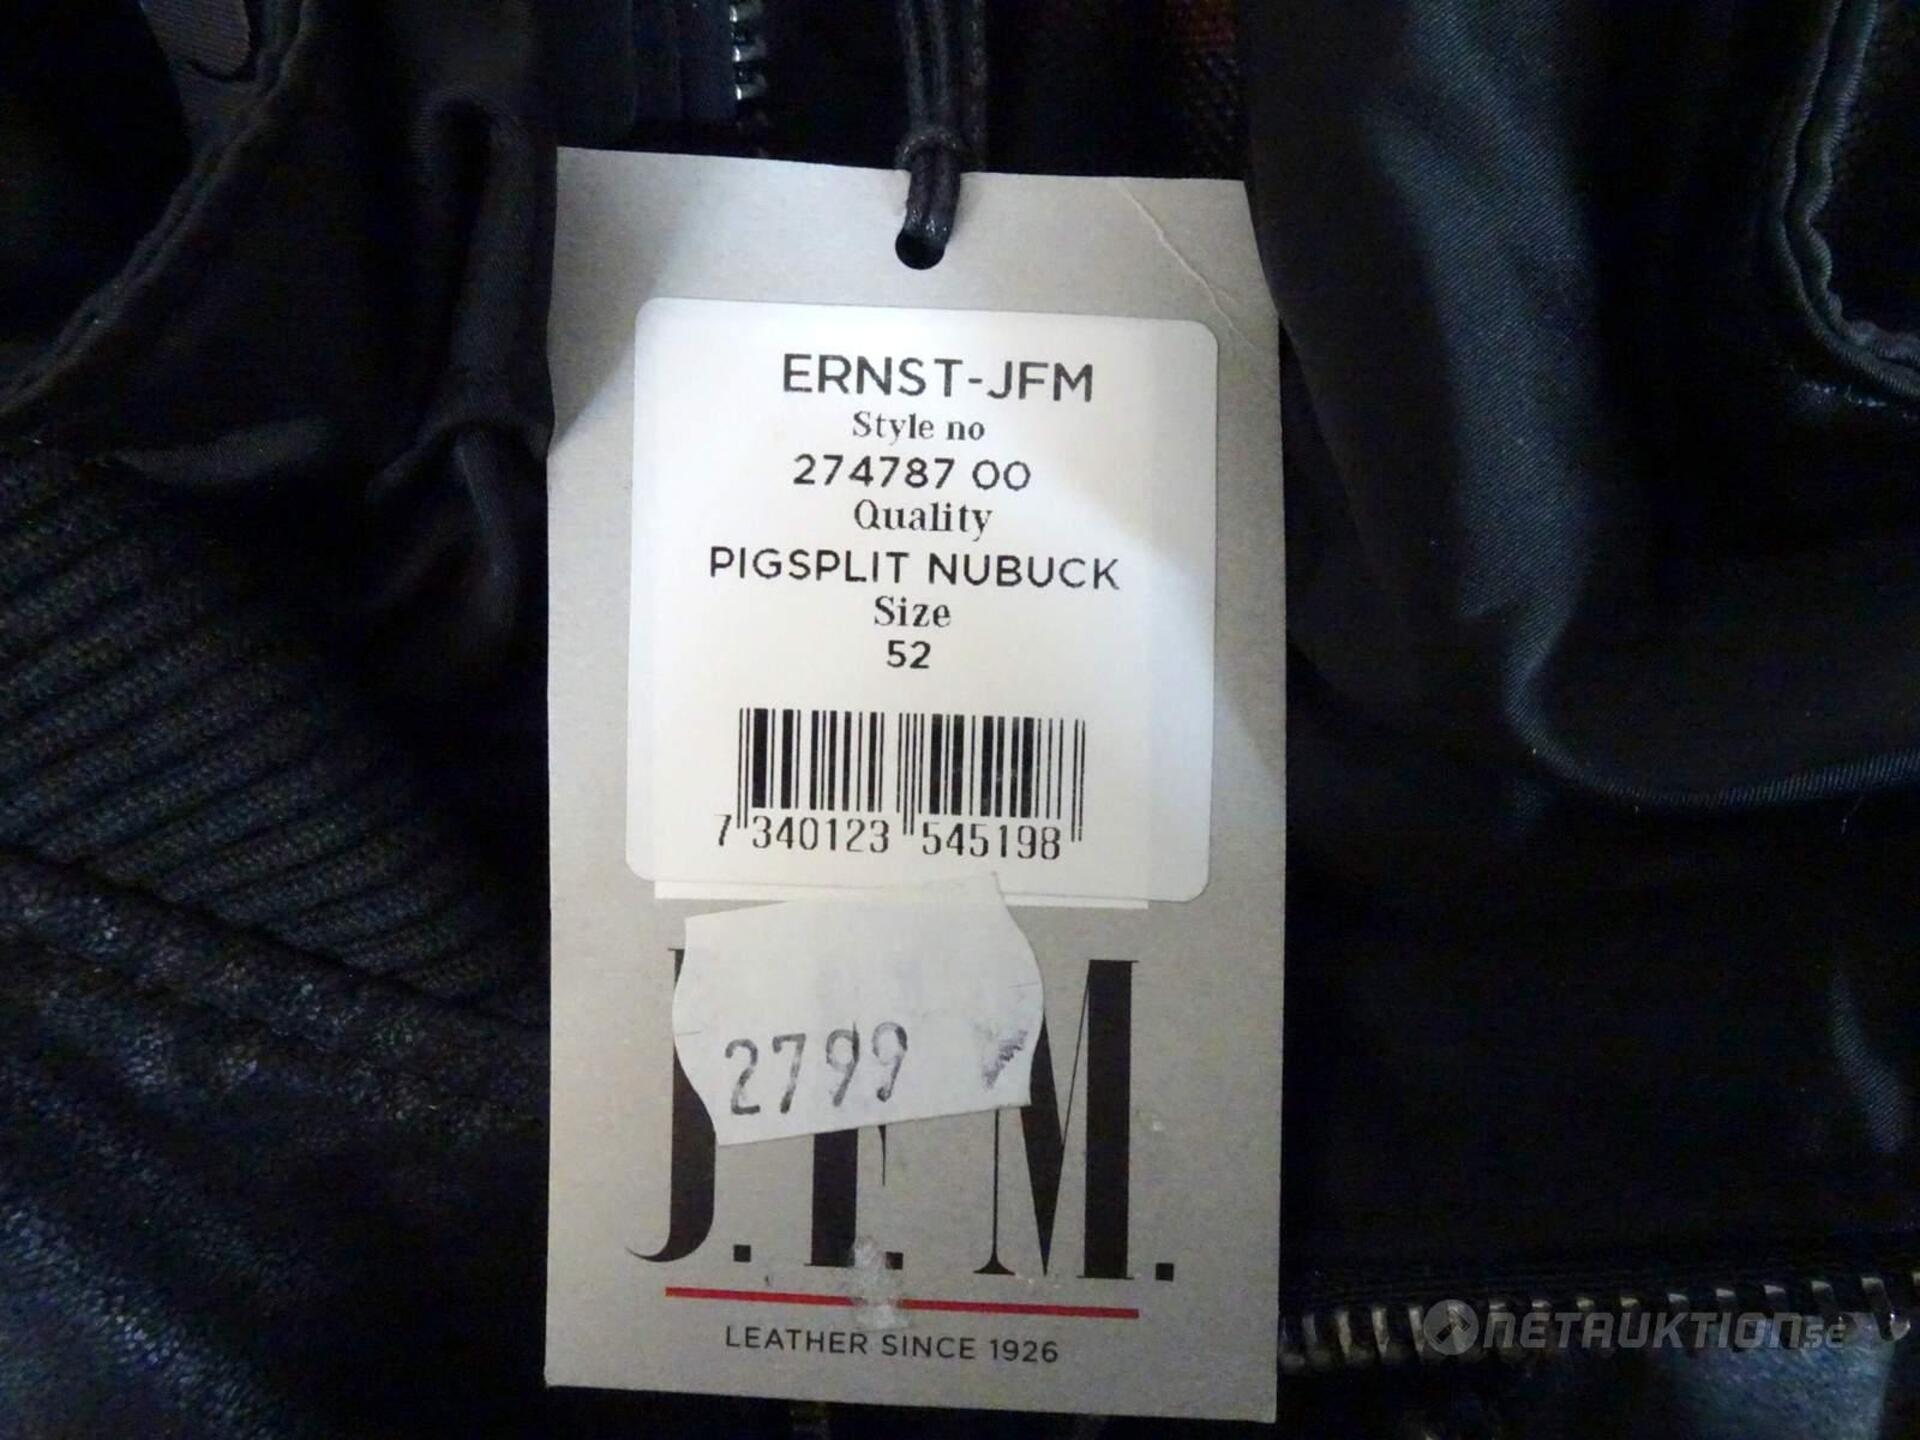 ERNST-JFM
Style no
274787 00
Quality
PIGSPLIT NUBUCK
Size
52
7 340123 545198
2799
J.F.M.
LEATHER SINCE 1926
NETAUKTION.SE